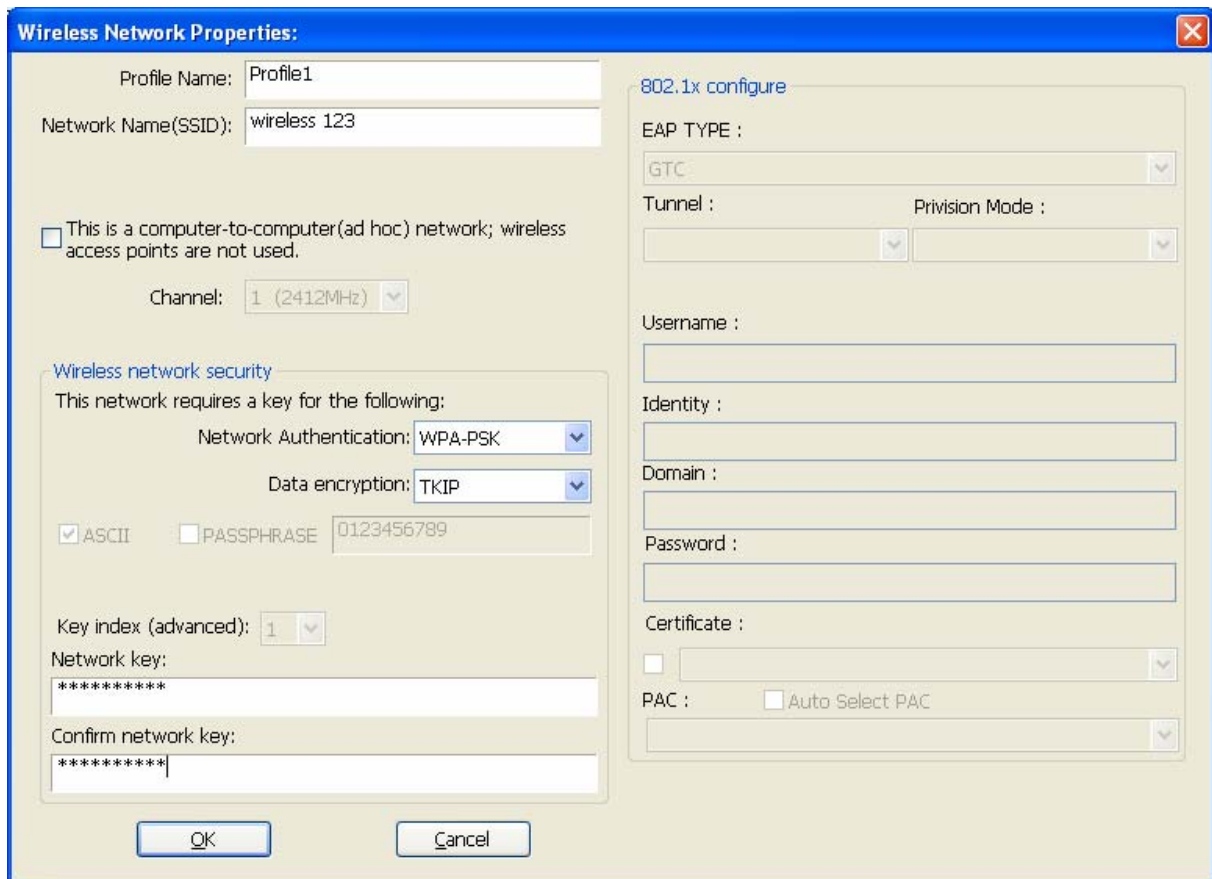 Wireless Network Properties:
Profile Name: Profile1
Network Name(SSID): wireless 123
This is a computer-to-computer(ad hoc) network; wireless
access points are not used.
Channel: 1 (2412MHz)
Wireless network security
This network requires a key for the following:
Network Authentication: WPA-PSK
Data encryption: TKIP
ASCII PASSPHRASE 0123456789
Key index (advanced): 1
Network key:
**********
Confirm network key:
**********
OK Cancel
802.1x configure
EAP TYPE :
GTC
Tunnel : Privision Mode :
Username :
Identity :
Domain :
Password :
Certificate :
PAC : Auto Select PAC